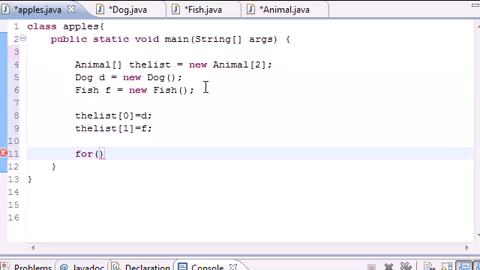 *apples.java *Dog.java *Fish.java *Animal.java
1 class apples{
2 public static void main(String[] args) {
3
4 Animal[] thelist = new Animal[2];
5 Dog d = new Dog();
6 Fish f = new Fish();
7
8 thelist[0]=d;
9 thelist[1]=f;
10
11 for()
12 }
13 }
14
15
16
Problems @ Javadoc Declaration Console